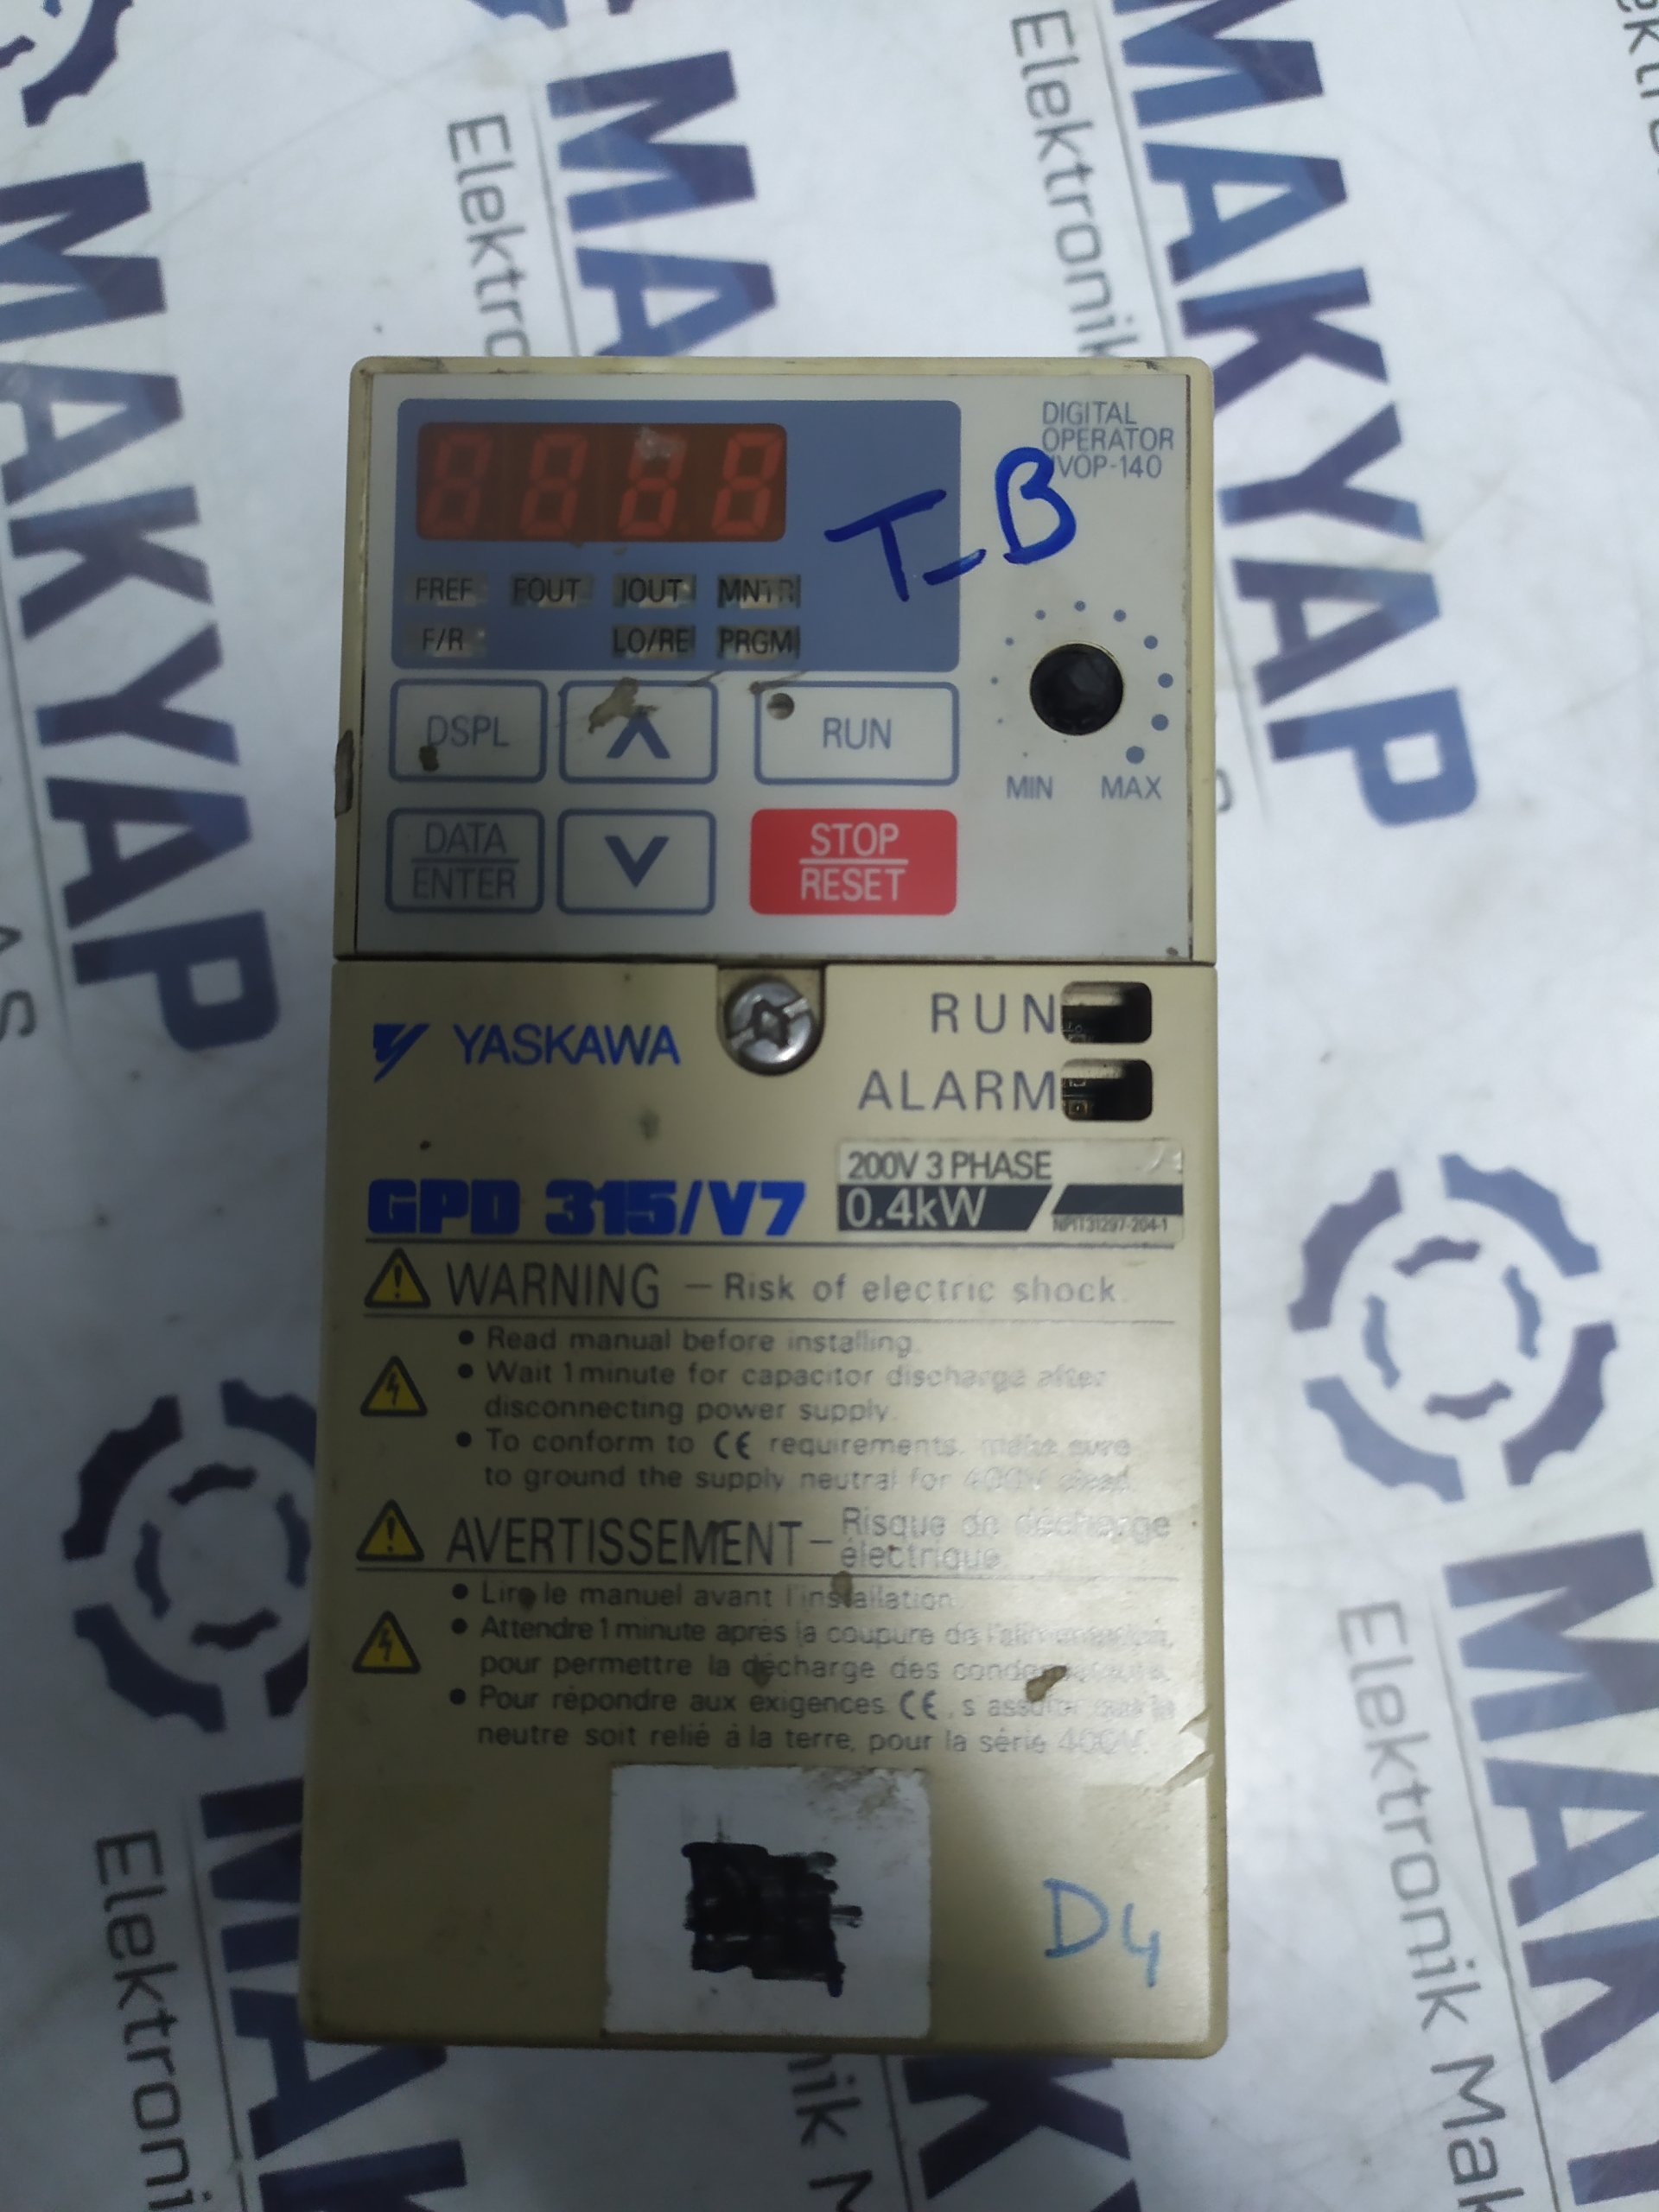 DIGITAL
OPERATOR
JVOP-140
T-B
FREF FOUT IOUT MNTR
F/R LO/RE PRGM
DSPL RUN
MIN MAX
DATA
ENTER
STOP
RESET
RUN
YASKAWA
ALARM
200V 3 PHASE
GPD 315/V7
0.4kW
NPIT31297-204-1
WARNING — Risk of electric shock.
• Read manual before installing.
• Wait 1 minute for capacitor discharge after
disconnecting power supply.
• To conform to CE requirements, make sure
to ground the supply neutral for 400V
AVERTISSEMENT — Risque de décharge
électrique
• Lire le manuel avant l'installation.
• Attendre 1 minute après la coupure de l'alimentation,
pour permettre la décharge des condensateurs.
• Pour répondre aux exigences CE, s assurer que le
neutre soit relié á la terre, pour la série 400V.
D4
MAKYAP
Elektronik
MAKYAP
MAKYAP
Elektronik
Elektronik